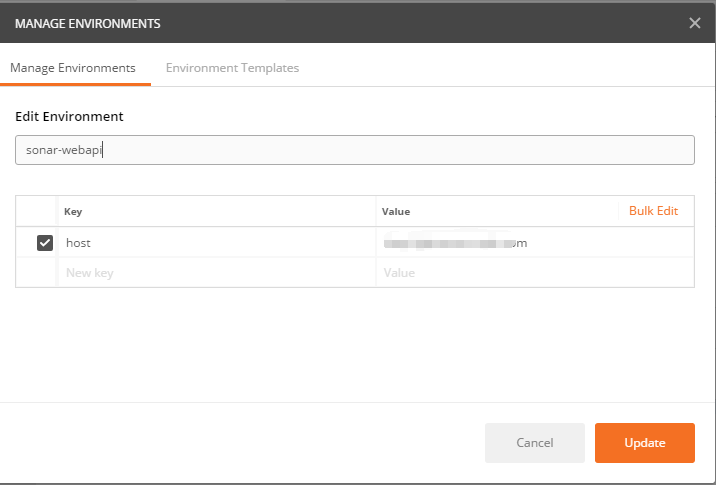 MANAGE ENVIRONMENTS
Manage Environments Environment Templates
Edit Environment
sonar-webapi
Key Value Bulk Edit
host
New key Value
Cancel Update